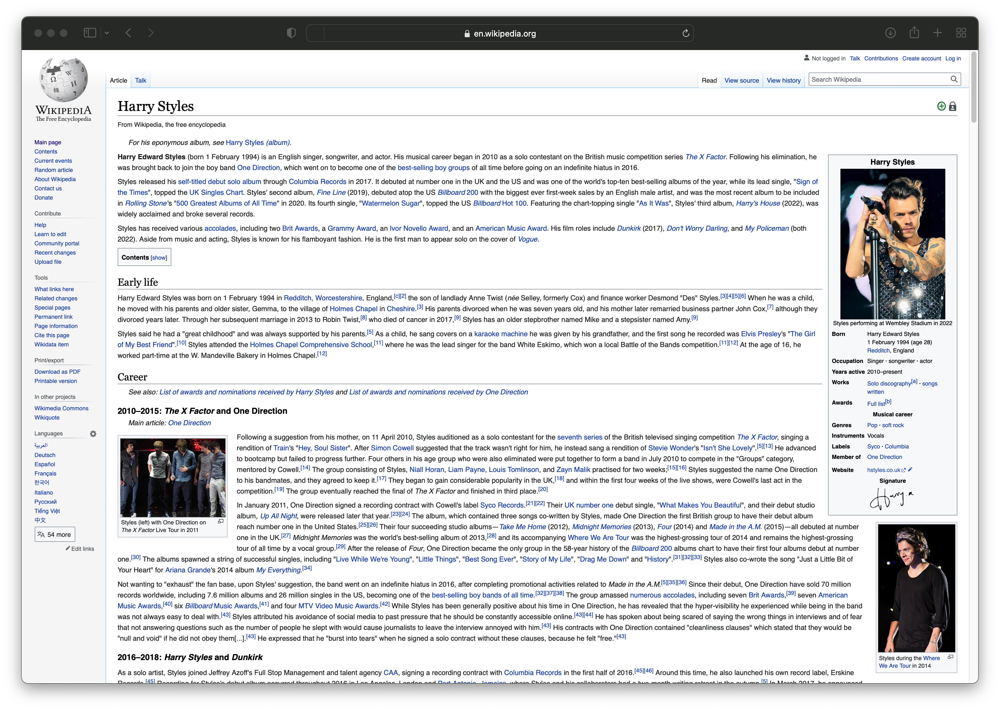 en.wikipedia.org
Not logged in Talk Contributions Create account Log in
Article Talk Read View source View history Search Wikipedia
WIKIPEDIA
The Free Encyclopedia
Main page
Contents
Current events
Random article
About Wikipedia
Contact us
Donate
Contribute
Help
Learn to edit
Community portal
Recent changes
Upload file
Tools
What links here
Related changes
Special pages
Permanent link
Page information
Cite this page
Wikidata item
Print/export
Download as PDF
Printable version
In other projects
Wikimedia Commons
Wikiquote
Languages
العربية
Deutsch
Español
Français
한국어
Italiano
Русский
Tiếng Việt
中文
54 more
Edit links
Harry Styles
From Wikipedia, the free encyclopedia
For his eponymous album, see Harry Styles (album).
Harry Edward Styles (born 1 February 1994) is an English singer, songwriter, and actor. His musical career began in 2010 as a solo contestant on the British music competition series The X Factor. Following his elimination, he
was brought back to join the boy band One Direction, which went on to become one of the best-selling boy groups of all time before going on an indefinite hiatus in 2016.
Styles released his self-titled debut solo album through Columbia Records in 2017. It debuted at number one in the UK and the US and was one of the world's top-ten best-selling albums of the year, while its lead single, "Sign of
the Times", topped the UK Singles Chart. Styles' second album, Fine Line (2019), debuted atop the US Billboard 200 with the biggest ever first-week sales by an English male artist, and was the most recent album to be included
in Rolling Stone's "500 Greatest Albums of All Time" in 2020. Its fourth single, "Watermelon Sugar", topped the US Billboard Hot 100. Featuring the chart-topping single "As It Was", Styles' third album, Harry's House (2022), was
widely acclaimed and broke several records.
Styles has received various accolades, including two Brit Awards, a Grammy Award, an Ivor Novello Award, and an American Music Award. His film roles include Dunkirk (2017), Don't Worry Darling, and My Policeman (both
2022). Aside from music and acting, Styles is known for his flamboyant fashion. He is the first man to appear solo on the cover of Vogue.
Contents [show]
Early life
Harry Edward Styles was born on 1 February 1994 in Redditch, Worcestershire, England,[c][2] the son of landlady Anne Twist (née Selley, formerly Cox) and finance worker Desmond "Des" Styles.[3][4][5][6] When he was a child,
he moved with his parents and older sister, Gemma, to the village of Holmes Chapel in Cheshire.[3] His parents divorced when he was seven years old, and his mother later remarried business partner John Cox,[7] although they
divorced years later. Through her subsequent marriage in 2013 to Robin Twist,[8] who died of cancer in 2017,[9] Styles has an older stepbrother named Mike and a stepsister named Amy.[9]
Styles said he had a "great childhood" and was always supported by his parents.[5] As a child, he sang covers on a karaoke machine he was given by his grandfather, and the first song he recorded was Elvis Presley's "The Girl
of My Best Friend".[10] Styles attended the Holmes Chapel Comprehensive School,[11] where he was the lead singer for the band White Eskimo, which won a local Battle of the Bands competition.[11][12] At the age of 16, he
worked part-time at the W. Mandeville Bakery in Holmes Chapel.[12]
Career
See also: List of awards and nominations received by Harry Styles and List of awards and nominations received by One Direction
2010–2015: The X Factor and One Direction
Main article: One Direction
Styles (left) with One Direction on
The X Factor Live Tour in 2011
Following a suggestion from his mother, on 11 April 2010, Styles auditioned as a solo contestant for the seventh series of the British televised singing competition The X Factor, singing a
rendition of Train's "Hey, Soul Sister". After Simon Cowell suggested that the track wasn't right for him, he instead sang a rendition of Stevie Wonder's "Isn't She Lovely".[5][13] He advanced
to bootcamp but failed to progress further. Four others in his age group who were also eliminated were put together to form a band in July 2010 to compete in the "Groups" category,
mentored by Cowell.[14] The group consisting of Styles, Niall Horan, Liam Payne, Louis Tomlinson, and Zayn Malik practised for two weeks;[15][16] Styles suggested the name One Direction
to his bandmates, and they agreed to keep it.[17] They began to gain considerable popularity in the UK,[18] and within the first four weeks of the live shows, were Cowell's last act in the
competition.[19] The group eventually reached the final of The X Factor and finished in third place.[20]
In January 2011, One Direction signed a recording contract with Cowell's label Syco Records.[21][22] Their UK number one debut single, "What Makes You Beautiful", and their debut studio
album, Up All Night, were released later that year.[23][24] The album, which contained three songs co-written by Styles, made One Direction the first British group to have their debut album
reach number one in the United States.[25][26] Their four succeeding studio albums—Take Me Home (2012), Midnight Memories (2013), Four (2014) and Made in the A.M. (2015)—all debuted at number
one in the UK.[27] Midnight Memories was the world's best-selling album of 2013,[28] and its accompanying Where We Are Tour was the highest-grossing tour of 2014 and remains the highest-grossing
tour of all time by a vocal group.[29] After the release of Four, One Direction became the only group in the 58-year history of the Billboard 200 albums chart to have their first four albums debut at number
one.[30] The albums spawned a string of successful singles, including "Live While We're Young", "Little Things", "Best Song Ever", "Story of My Life", "Drag Me Down" and "History".[31][32][33] Styles also co-wrote the song "Just a Little Bit of
Your Heart" for Ariana Grande's 2014 album My Everything.[34]
Not wanting to "exhaust" the fan base, upon Styles' suggestion, the band went on an indefinite hiatus in 2016, after completing promotional activities related to Made in the A.M.[5][35][36] Since their debut, One Direction have sold 70 million
records worldwide, including 7.6 million albums and 26 million singles in the US, becoming one of the best-selling boy bands of all time.[32][37][38] The group amassed numerous accolades, including seven Brit Awards,[39] seven American
Music Awards,[40] six Billboard Music Awards,[41] and four MTV Video Music Awards.[42] While Styles has been generally positive about his time in One Direction, he has revealed that the hyper-visibility he experienced while being in the band
was not always easy to deal with.[43] Styles attributed his avoidance of social media to past pressure that he should be constantly accessible online.[43][44] He has spoken about being scared of saying the wrong things in interviews and of fear
that not answering questions such as the number of people he slept with would cause journalists to leave the interview annoyed with him.[43] His contracts with One Direction contained "cleanliness clauses" which stated that they would be
"null and void" if he did not obey them[...].[43] He expressed that he "burst into tears" when he signed a solo contract without these clauses, because he felt "free."[43]
2016–2018: Harry Styles and Dunkirk
As a solo artist, Styles joined Jeffrey Azoff's Full Stop Management and talent agency CAA, signing a recording contract with Columbia Records in the first half of 2016.[45][46] Around this time, he also launched his own record label, Erskine
Records.[45] Recording for Styles's debut album occurred throughout 2016 in Los Angeles, London and Port Antonio, Jamaica, where Styles and his collaborators had a two-month writing retreat in the autumn.[5] In March 2017, he announced
Harry Styles
Styles performing at Wembley Stadium in 2022
Born Harry Edward Styles
1 February 1994 (age 28)
Redditch, England
Occupation Singer · songwriter · actor
Years active 2010–present
Works Solo discography[a] · songs
written
Awards Full list[b]
Musical career
Genres Pop · soft rock
Instruments Vocals
Labels Syco · Columbia
Member of One Direction
Website hstyles.co.uk
Signature
Styles during the Where
We Are Tour in 2014